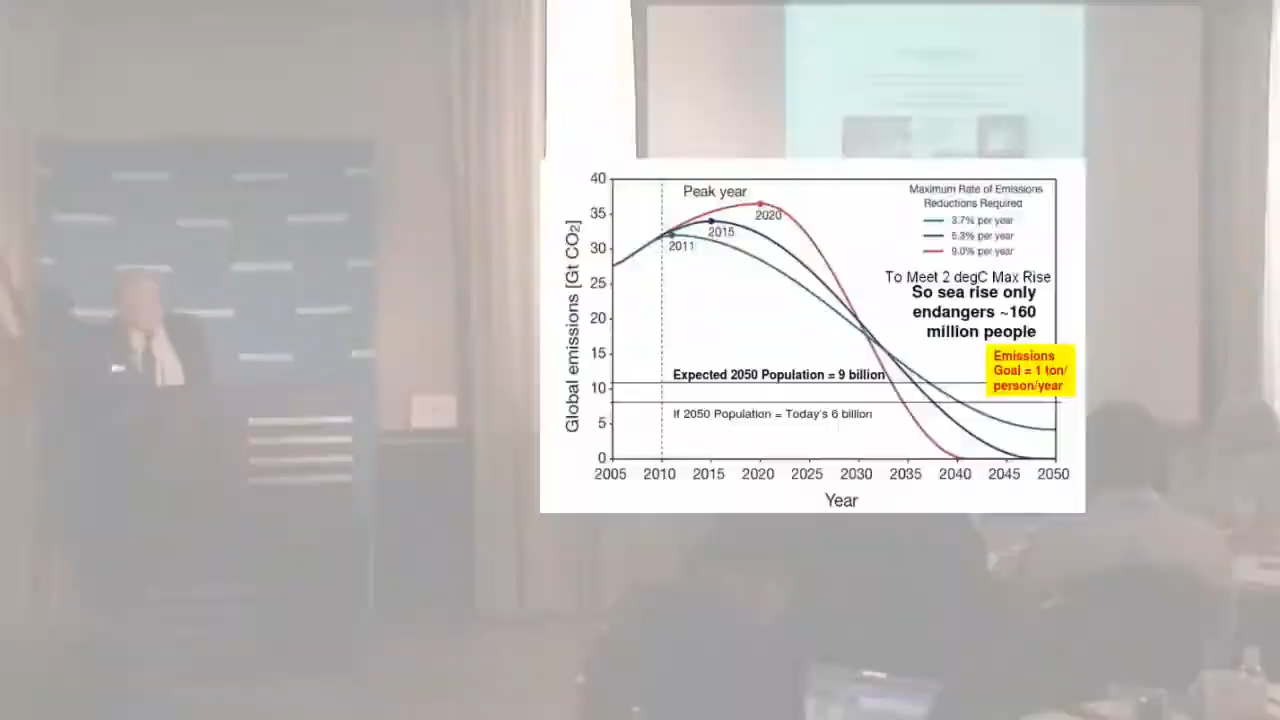 40
35
30
25
20
15
10
5
0
Global emissions [Gt CO2]
Peak year
2020
2015
2011
Maximum Rate of Emissions
Reductions Required
3.7% per year
5.3% per year
9.0% per year
To Meet 2 degC Max Rise
So sea rise only
endangers ~160
million people
Emissions
Goal = 1 ton/
person/year
Expected 2050 Population = 9 billion
If 2050 Population = Today's 6 billion
2005 2010 2015 2020 2025 2030 2035 2040 2045 2050
Year